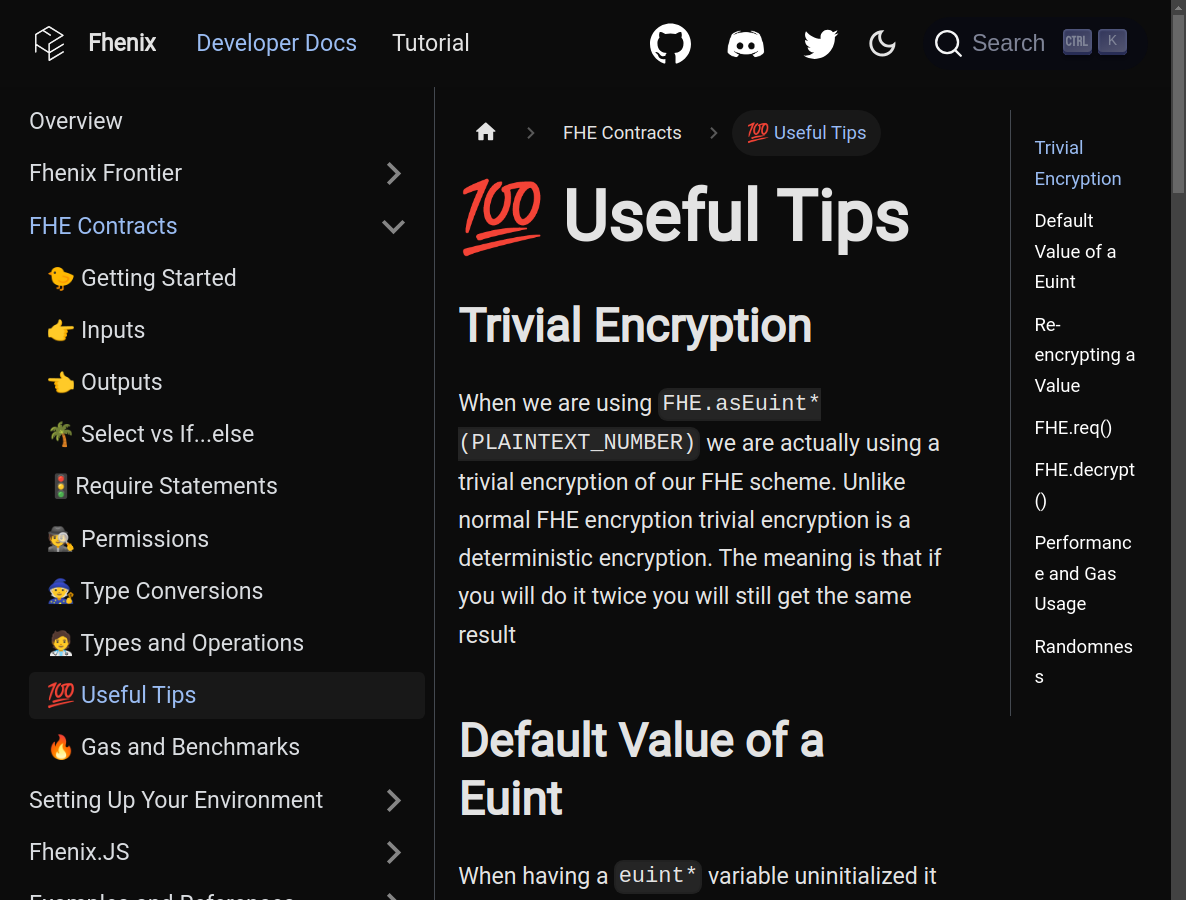 Fhenix Developer Docs Tutorial Search CTRL K
Overview
Fhenix Frontier
FHE Contracts
🐤 Getting Started
👉 Inputs
👈 Outputs
🌴 Select vs If...else
🚦 Require Statements
🕵️ Permissions
🧙 Type Conversions
🧑‍⚕️ Types and Operations
💯 Useful Tips
🔥 Gas and Benchmarks
Setting Up Your Environment
Fhenix.JS
Examples and References
FHE Contracts 💯 Useful Tips
💯 Useful Tips
Trivial Encryption
When we are using FHE.asEuint*
(PLAINTEXT_NUMBER) we are actually using a
trivial encryption of our FHE scheme. Unlike
normal FHE encryption trivial encryption is a
deterministic encryption. The meaning is that if
you will do it twice you will still get the same
result
Default Value of a
Euint
When having a euint* variable uninitialized it
Trivial
Encryption
Default
Value of a
Euint
Re-
encrypting a
Value
FHE.req()
FHE.decrypt
()
Performanc
e and Gas
Usage
Randomnes
s